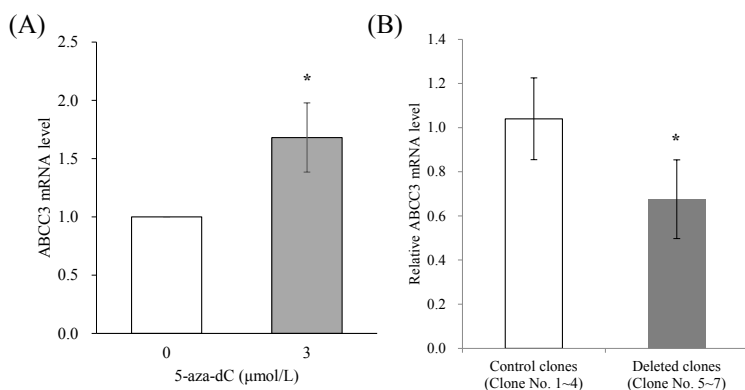 (A)
2.5
2.0
1.5
1.0
0.5
0.0
ABCC3 mRNA level
*
0
3
5-aza-dC (μmol/L)
(B)
1.4
1.2
1.0
0.8
0.6
0.4
0.2
0.0
Relative ABCC3 mRNA level
*
Control clones
(Clone No. 1~4)
Deleted clones
(Clone No. 5~7)